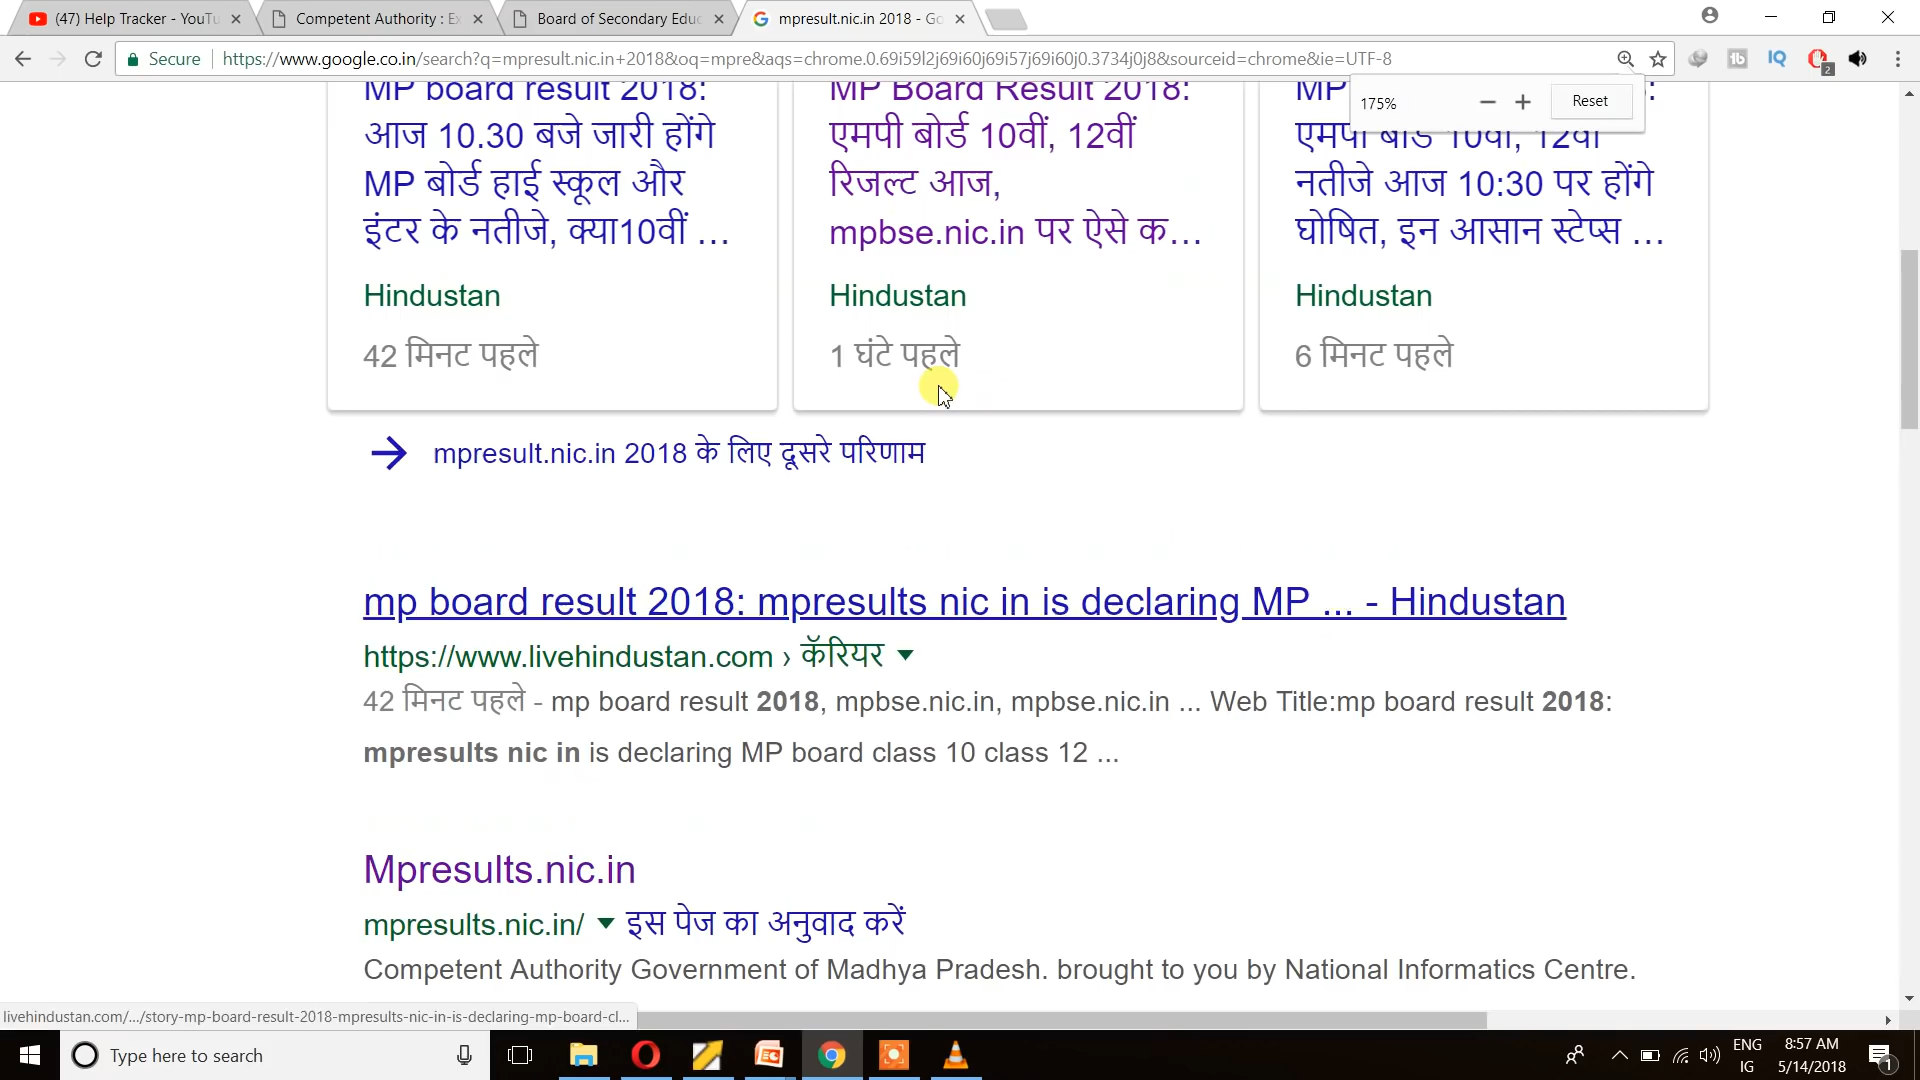 (47) Help Tracker - YouTu
Competent Authority : Ex
Board of Secondary Educ
mpresult.nic.in 2018 - Go
Secure
https://www.google.co.in/search?q=mpresult.nic.in+2018&oq=mpre&aqs=chrome.0.69i59l2j69i60j69i57j69i60j0.3734j0j8&sourceid=chrome&ie=UTF-8
2
175%
Reset
MP board result 2018:
आज 10.30 बजे जारी होंगे
MP बोर्ड हाई स्कूल और
इंटर के नतीजे, क्या10वीं ...
Hindustan
42 मिनट पहले
MP Board Result 2018:
एमपी बोर्ड 10वीं, 12वीं
रिजल्ट आज,
mpbse.nic.in पर ऐसे क...
Hindustan
1 घंटे पहले
MP
एमपी बोर्ड 10वीं, 12वीं
नतीजे आज 10:30 पर होंगे
घोषित, इन आसान स्टेप्स ...
Hindustan
6 मिनट पहले
mpresult.nic.in 2018 के लिए दूसरे परिणाम
mp board result 2018: mpresults nic in is declaring MP ... - Hindustan
https://www.livehindustan.com › कॅरियर
42 मिनट पहले - mp board result 2018, mpbse.nic.in, mpbse.nic.in ... Web Title:mp board result 2018:
mpresults nic in is declaring MP board class 10 class 12 ...
Mpresults.nic.in
mpresults.nic.in/ इस पेज का अनुवाद करें
Competent Authority Government of Madhya Pradesh. brought to you by National Informatics Centre.
livehindustan.com/.../story-mp-board-result-2018-mpresults-nic-in-is-declaring-mp-board-cl...
Type here to search
ENG
IG
8:57 AM
5/14/2018
1